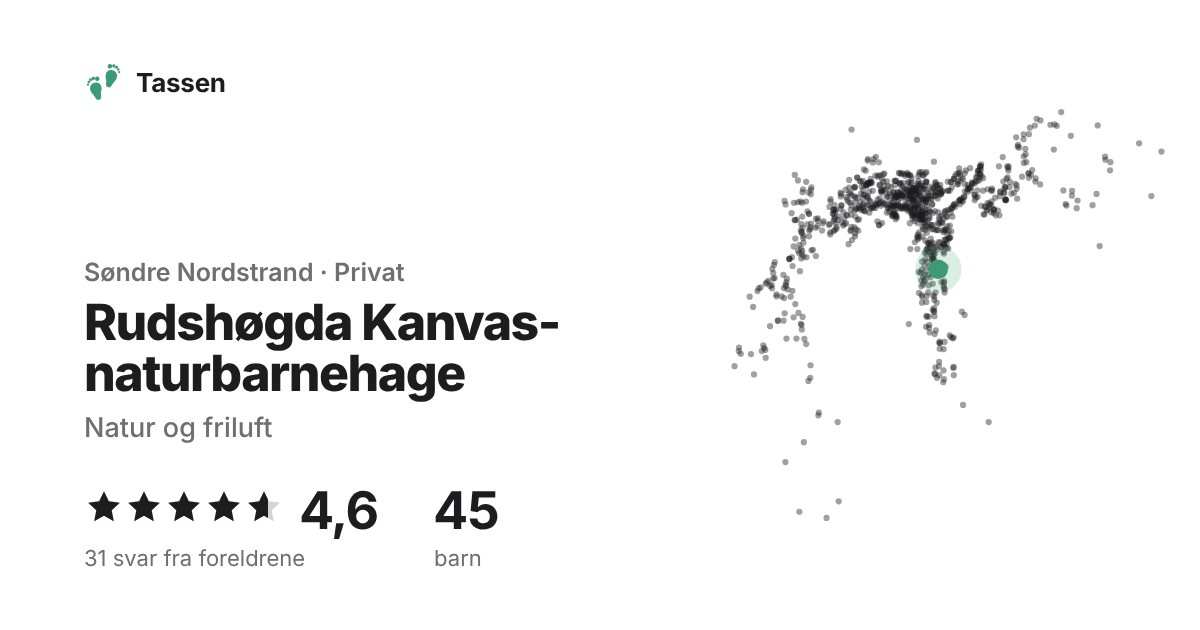 Tassen
Søndre Nordstrand · Privat
Rudshøgda Kanvas-
naturbarnehage
Natur og friluft
4,6
45
31 svar fra foreldrene
barn